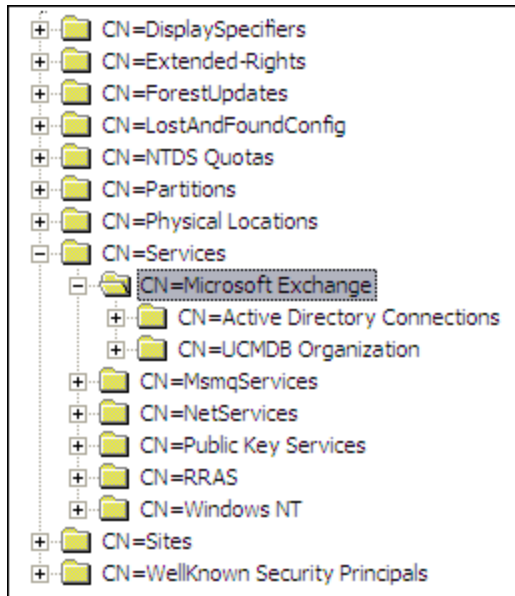 CN=DisplaySpecifiers
CN=Extended-Rights
CN=ForestUpdates
CN=LostAndFoundConfig
CN=NTDS Quotas
CN=Partitions
CN=Physical Locations
CN=Services
CN=Microsoft Exchange
CN=Active Directory Connections
CN=UCMDB Organization
CN=MsmqServices
CN=NetServices
CN=Public Key Services
CN=RRAS
CN=Windows NT
CN=Sites
CN=WellKnown Security Principals